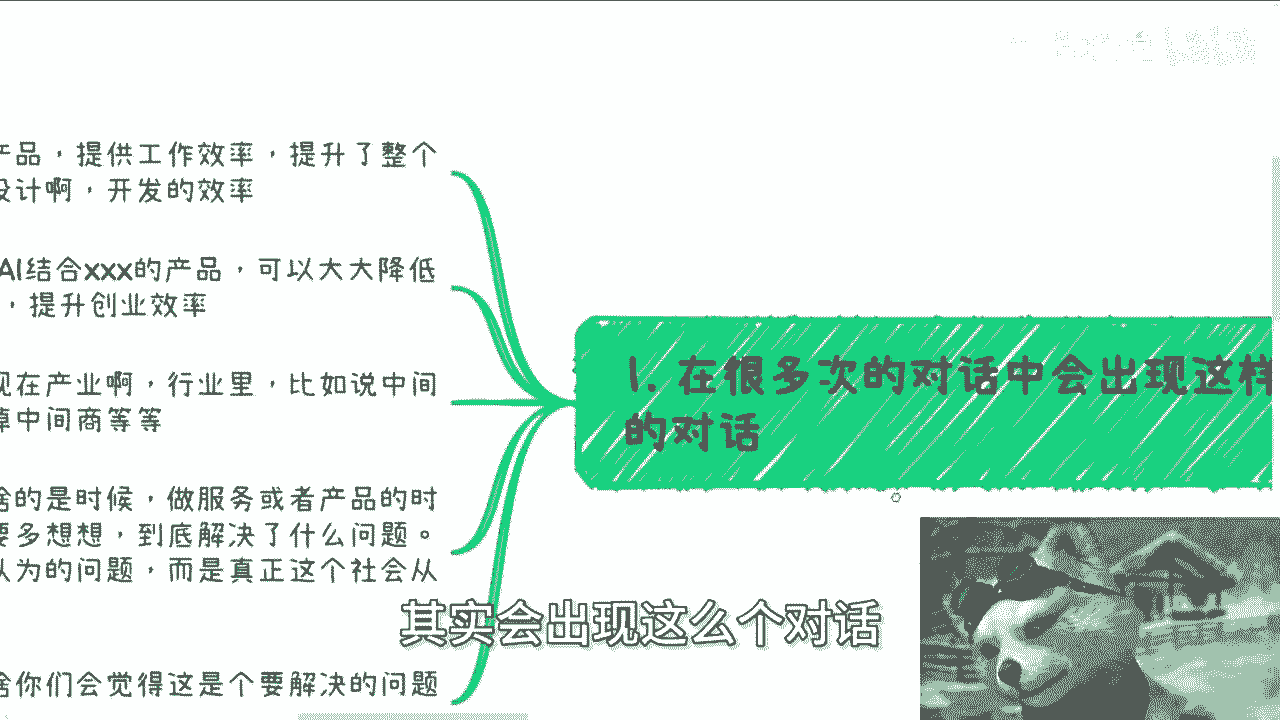 产品，提供工作效率，提升了整个
设计啊，开发的效率
AI结合xxx的产品，可以大大降低
，提升创业效率
现在产业啊，行业里，比如说中间
中间商等等
啥的是时候，做服务或者产品的时
要多想想，到底解决了什么问题。
认为的问题，而是真正这个社会从
啥你们会觉得这是个要解决的问题
1. 在很多次的对话中会出现这样
的对话
其实会出现这么个对话